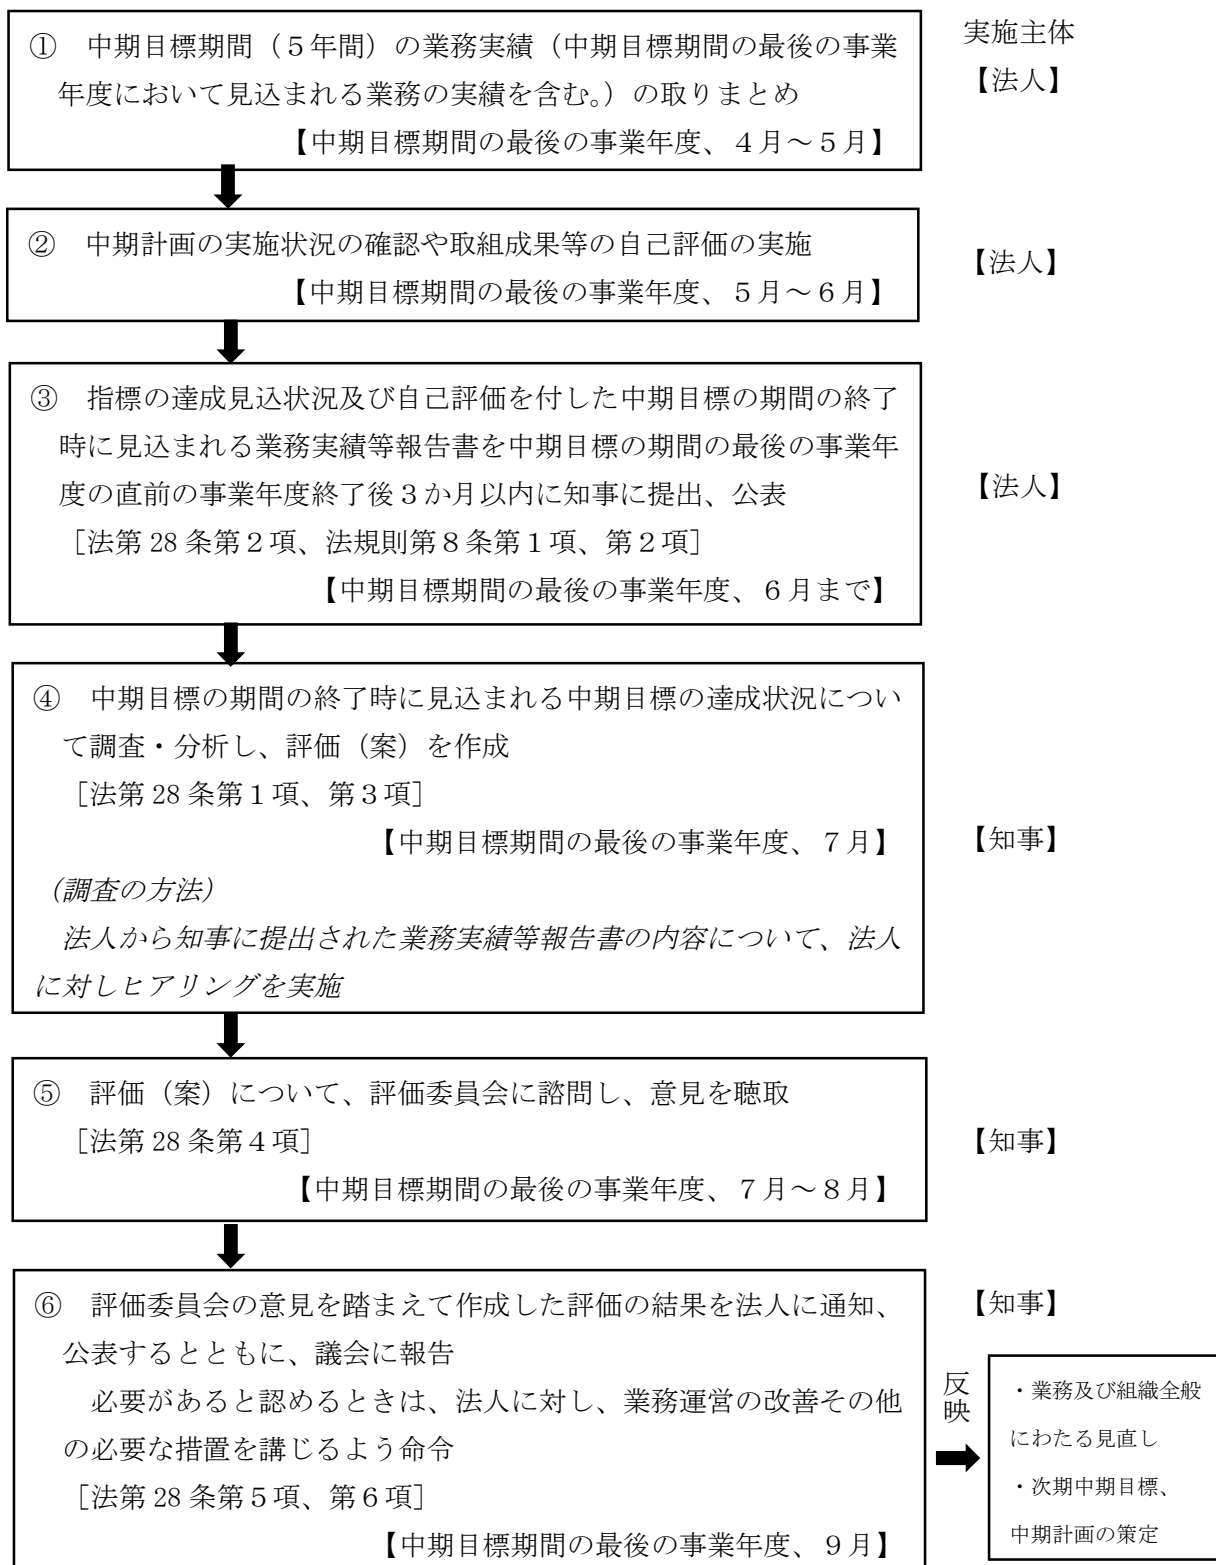 実施主体
① 中期目標期間（５年間）の業務実績（中期目標期間の最後の事業
年度において見込まれる業務の実績を含む。）の取りまとめ
【中期目標期間の最後の事業年度、４月～５月】
【法人】
② 中期計画の実施状況の確認や取組成果等の自己評価の実施
【中期目標期間の最後の事業年度、５月～６月】
【法人】
③ 指標の達成見込状況及び自己評価を付した中期目標の期間の終了
時に見込まれる業務実績等報告書を中期目標の期間の最後の事業年
度の直前の事業年度終了後３か月以内に知事に提出、公表
［法第 28 条第２項、法規則第８条第１項、第２項］
【中期目標期間の最後の事業年度、６月まで】
【法人】
④ 中期目標の期間の終了時に見込まれる中期目標の達成状況につい
て調査・分析し、評価（案）を作成
［法第 28 条第１項、第３項］
【中期目標期間の最後の事業年度、７月】
（調査の方法）
法人から知事に提出された業務実績等報告書の内容について、法人
に対しヒアリングを実施
【知事】
⑤ 評価（案）について、評価委員会に諮問し、意見を聴取
［法第 28 条第４項］
【中期目標期間の最後の事業年度、７月～８月】
【知事】
⑥ 評価委員会の意見を踏まえて作成した評価の結果を法人に通知、
公表するとともに、議会に報告
必要があると認めるときは、法人に対し、業務運営の改善その他
の必要な措置を講じるよう命令
［法第 28 条第５項、第６項］
【中期目標期間の最後の事業年度、９月】
【知事】
反映
・業務及び組織全般
にわたる見直し
・次期中期目標、
中期計画の策定